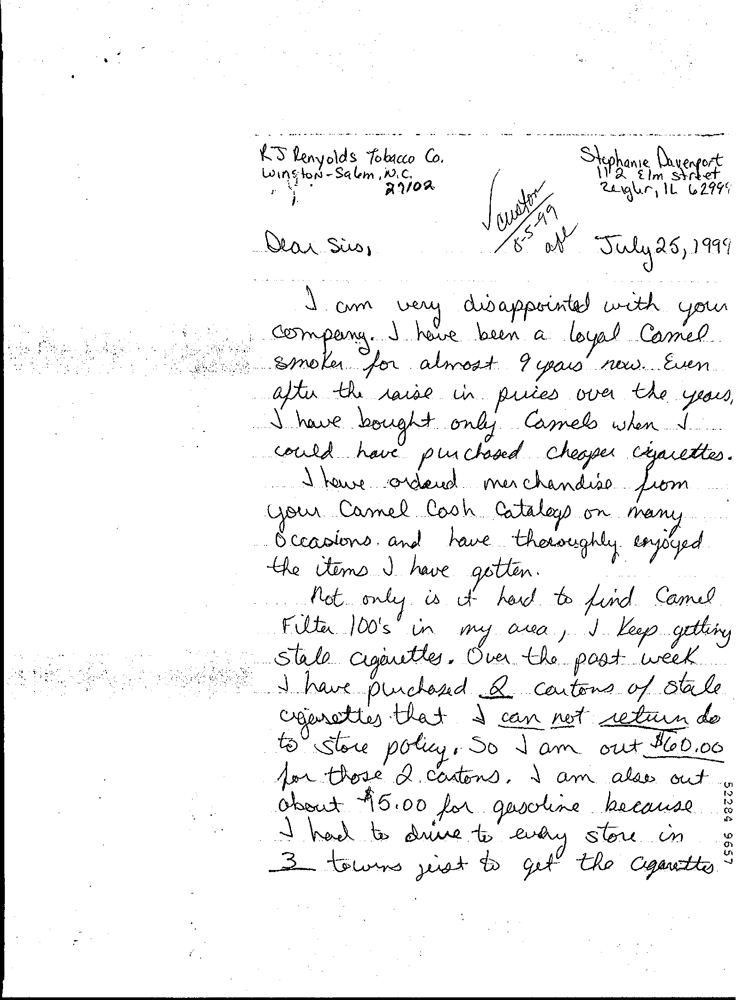 RJ Renyolds Tobacco Co.
Winston-Salem, N.C.
27102
Stephanie Davenport
112 Elm street
Zeigler, IL 62999
custom
8-5-99
Dear Sirs,
July 25, 1999
I am very disappointed with your
company. I have been a loyal Camel
smoker for almost 9 years now. Even
after the raise in prices over the years,
I have bought only Camels when I
could have purchased cheaper cigarettes.
I have ordered merchandise from
your Camel Cash Catalogs on many
occasions and have thoroughly enjoyed
the items I have gotten.
Not only is it hard to find Camel
Filter 100's in my area, I keep getting
stale cigarettes. Over the past week
I have purchased 2 cartons of stale
cigarettes that I can not return do
to store policy. So I am out $60.00
for those 2 cartons. I am also out
about $15.00 for gasoline because
I had to drive to every store in
3 towns just to get the cigarettes
52284 9657